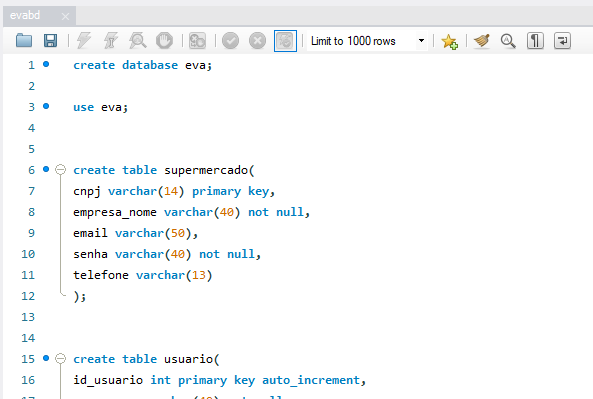 evabd
Limit to 1000 rows
1 create database eva;
2
3 use eva;
4
5
6 create table supermercado(
7 cnpj varchar(14) primary key,
8 empresa_nome varchar(40) not null,
9 email varchar(50),
10 senha varchar(40) not null,
11 telefone varchar(13)
12 );
13
14
15 create table usuario(
16 id_usuario int primary key auto_increment,